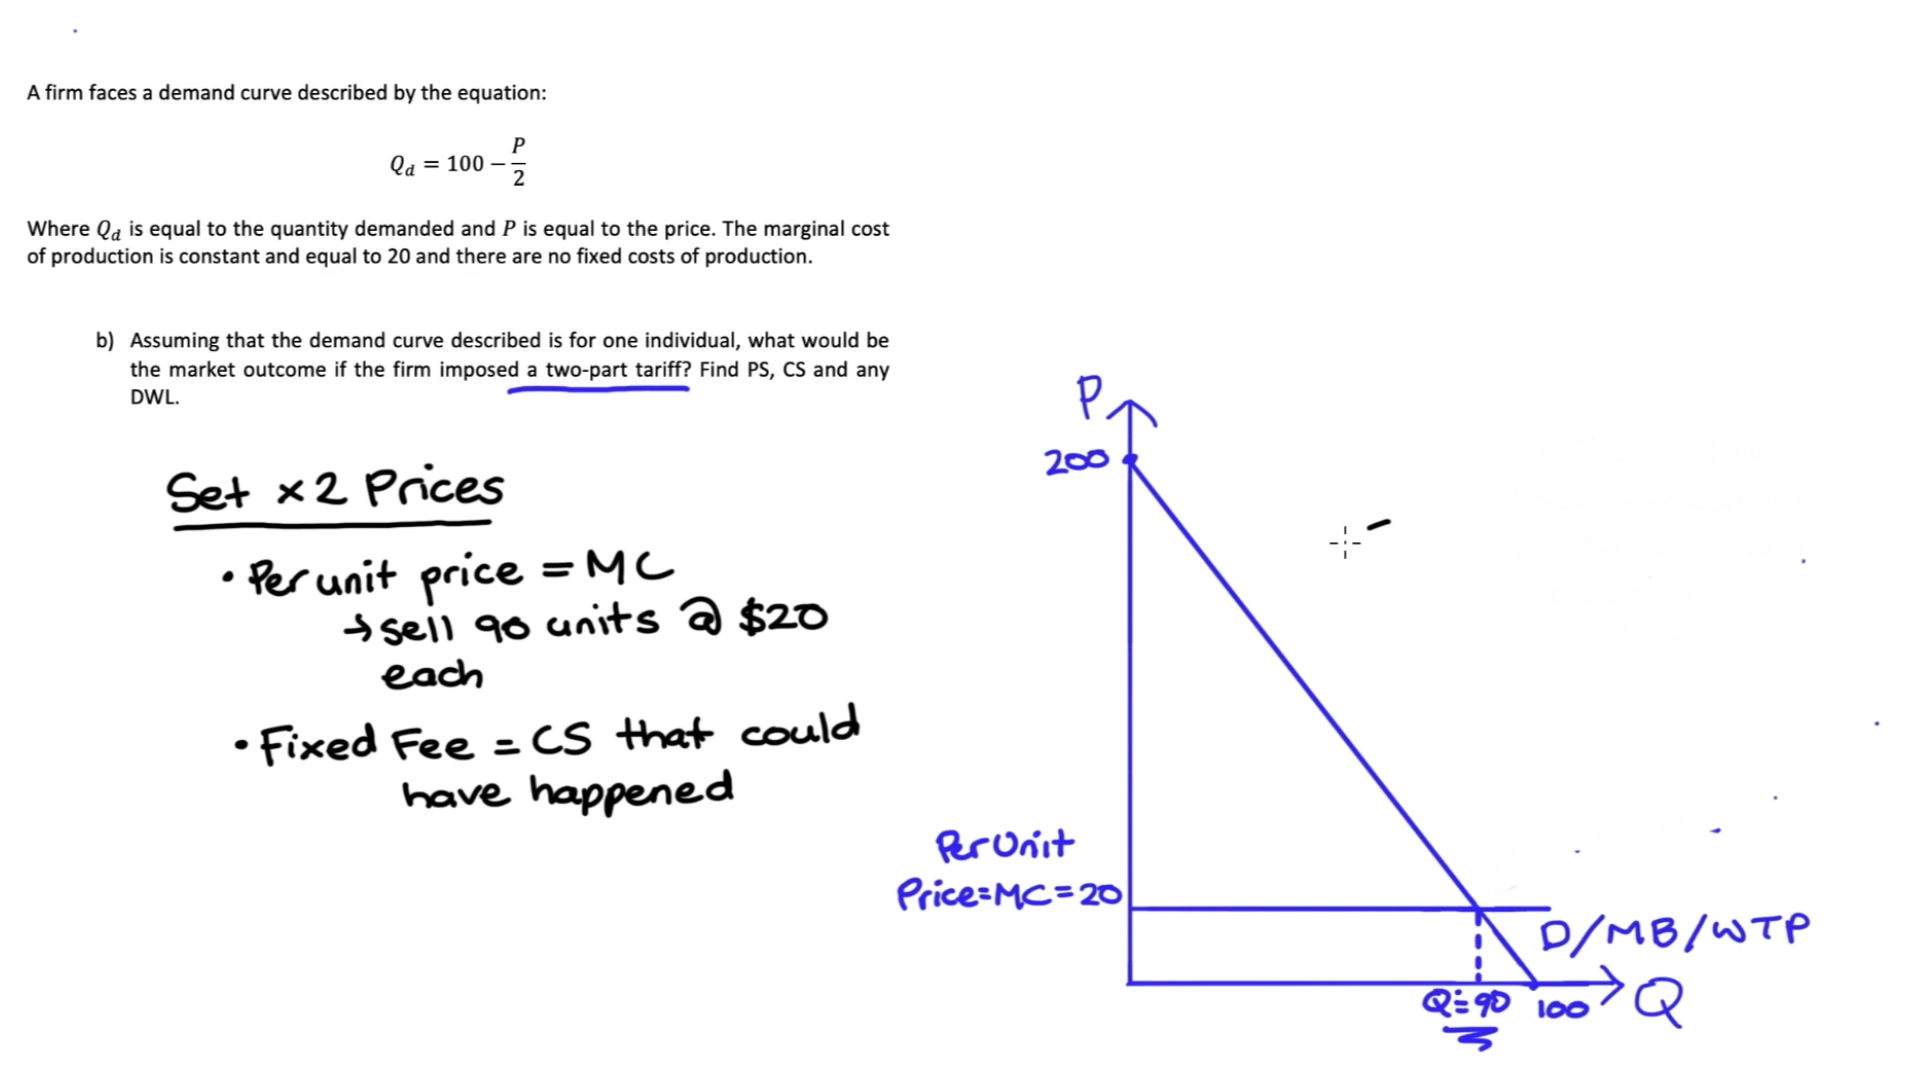 A firm faces a demand curve described by the equation:
Qd = 100 − P/2
Where Qd is equal to the quantity demanded and P is equal to the price. The marginal cost
of production is constant and equal to 20 and there are no fixed costs of production.
b) Assuming that the demand curve described is for one individual, what would be
the market outcome if the firm imposed a two-part tariff? Find PS, CS and any
DWL.
Set ×2 Prices
• Per unit price = MC
→ sell 90 units @ $20
each
• Fixed Fee = CS that could
have happened
P
200
Per Unit
Price=MC=20
D/MB/WTP
Q=90
100
Q